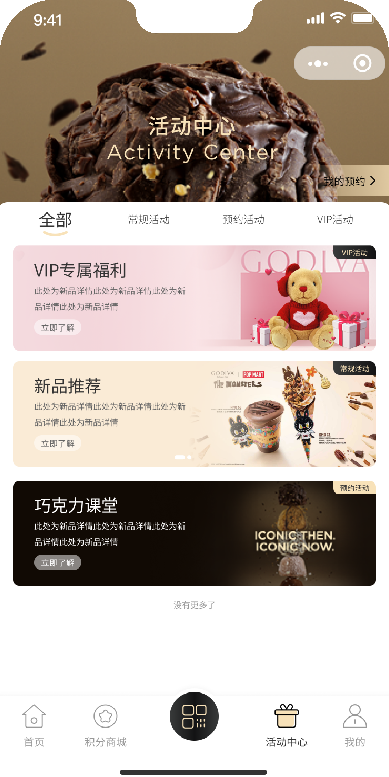 9:41
活动中心
Activity Center
我的预约
全部
常规活动
预约活动
VIP活动
VIP活动
GODIVA
VIP专属福利
此处为新品详情此处为新品详情此处为新
品详情此处为新品详情
立即了解
常规活动
新品推荐
此处为新品详情此处为新品详情此处为新
品详情此处为新品详情
立即了解
GODIVA
预约活动
巧克力课堂
此处为新品详情此处为新品详情此处为新
品详情此处为新品详情
立即了解
ICONIC THEN.
ICONIC NOW.
没有更多了
首页
积分商城
活动中心
我的